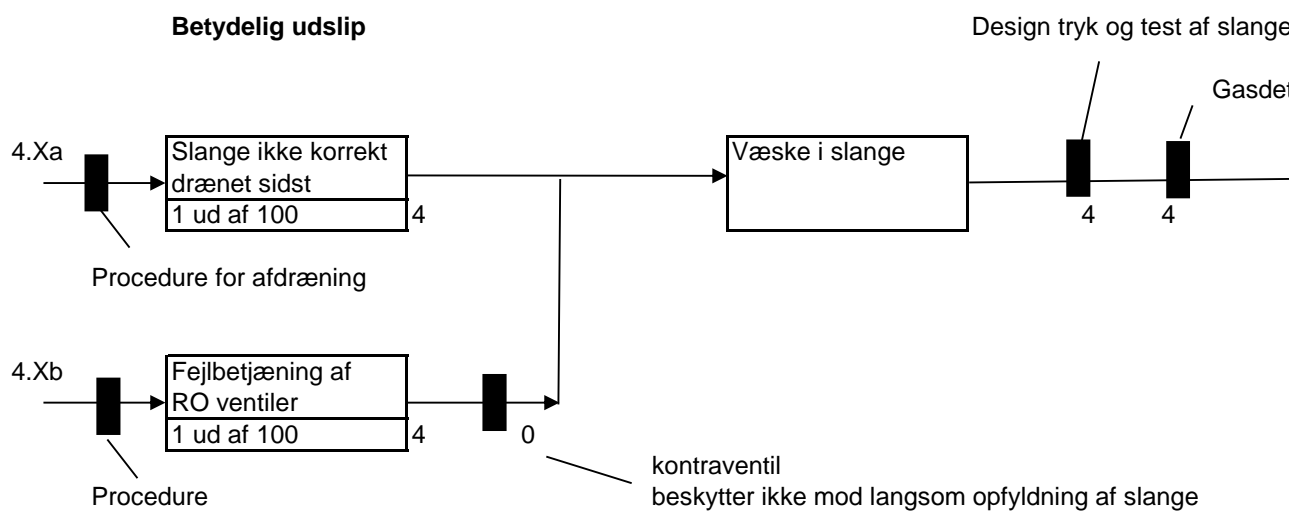 Betydelig udslip
Design tryk og test af slange
Gasdet
4.Xa
Slange ikke korrekt
drænet sidst
1 ud af 100
4
Væske i slange
4
4
Procedure for afdræning
4.Xb
Fejlbetjæning af
RO ventiler
1 ud af 100
4
0
Procedure
kontraventil
beskytter ikke mod langsom opfyldning af slange